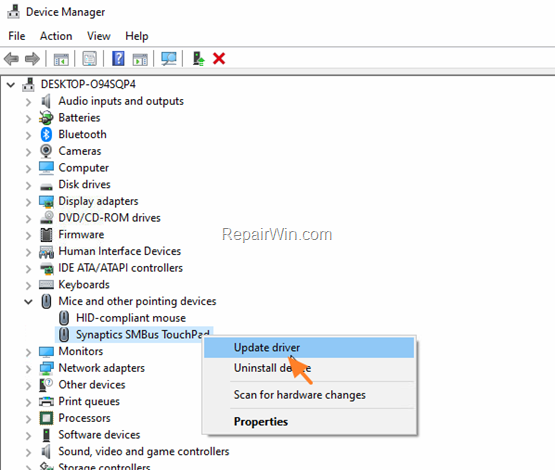 Device Manager
File Action View Help
DESKTOP-O94SQP4
Audio inputs and outputs
Batteries
Bluetooth
Cameras
Computer
Disk drives
Display adapters
DVD/CD-ROM drives
Firmware
RepairWin.com
Human Interface Devices
IDE ATA/ATAPI controllers
Keyboards
Mice and other pointing devices
HID-compliant mouse
Synaptics SMBus TouchPad
Update driver
Monitors
Network adapters
Uninstall device
Other devices
Scan for hardware changes
Print queues
Processors
Properties
Software devices
Sound, video and game controllers
Storage controllers